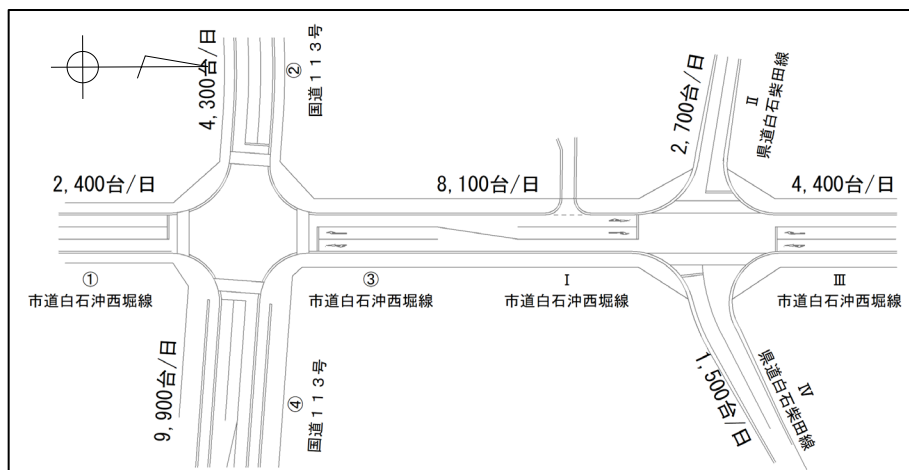 4,300台/日
②
国道113号
2,700台/日
Ⅱ
県道白石柴田線
2,400台/日
8,100台/日
4,400台/日
①
市道白石沖西堀線
③
市道白石沖西堀線
Ⅰ
市道白石沖西堀線
Ⅲ
市道白石沖西堀線
9,900台/日
④
国道113号
1,500台/日
Ⅳ
県道白石柴田線